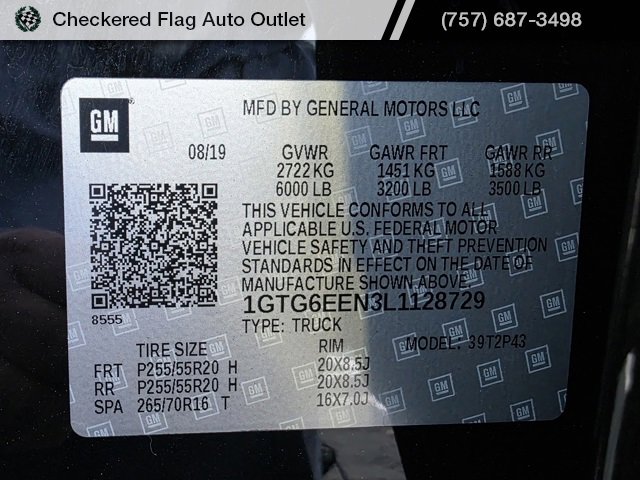 Checkered Flag Auto Outlet (757) 687-3498
GM MFD BY GENERAL MOTORS LLC
08/19 GVWR GAWR FRT GAWR RR
2722 KG 1451 KG 1588 KG
6000 LB 3200 LB 3500 LB
THIS VEHICLE CONFORMS TO ALL
APPLICABLE U.S. FEDERAL MOTOR
VEHICLE SAFETY AND THEFT PREVENTION
STANDARDS IN EFFECT ON THE DATE OF
MANUFACTURE SHOWN ABOVE.
1GTG6EEN3L1128729
8555 TYPE: TRUCK MODEL: 39T2P43
TIRE SIZE RIM
FRT P255/55R20 H 20X8.5J
RR P255/55R20 H 20X8.5J
SPA 265/70R16 T 16X7.0J